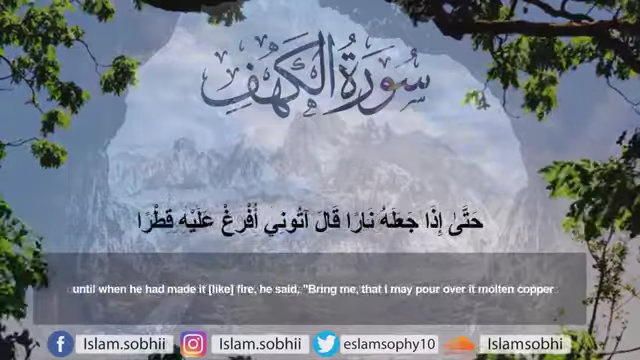 سورة الكهف
حَتَّىٰ إِذَا جَعَلَهُ نَارًا قَالَ آتُونِي أُفْرِغْ عَلَيْهِ قِطْرًا
until when he had made it [like] fire, he said, "Bring me, that I may pour over it molten copper
Islam.sobhii Islam.sobhii eslamsophy10 Islamsobhi